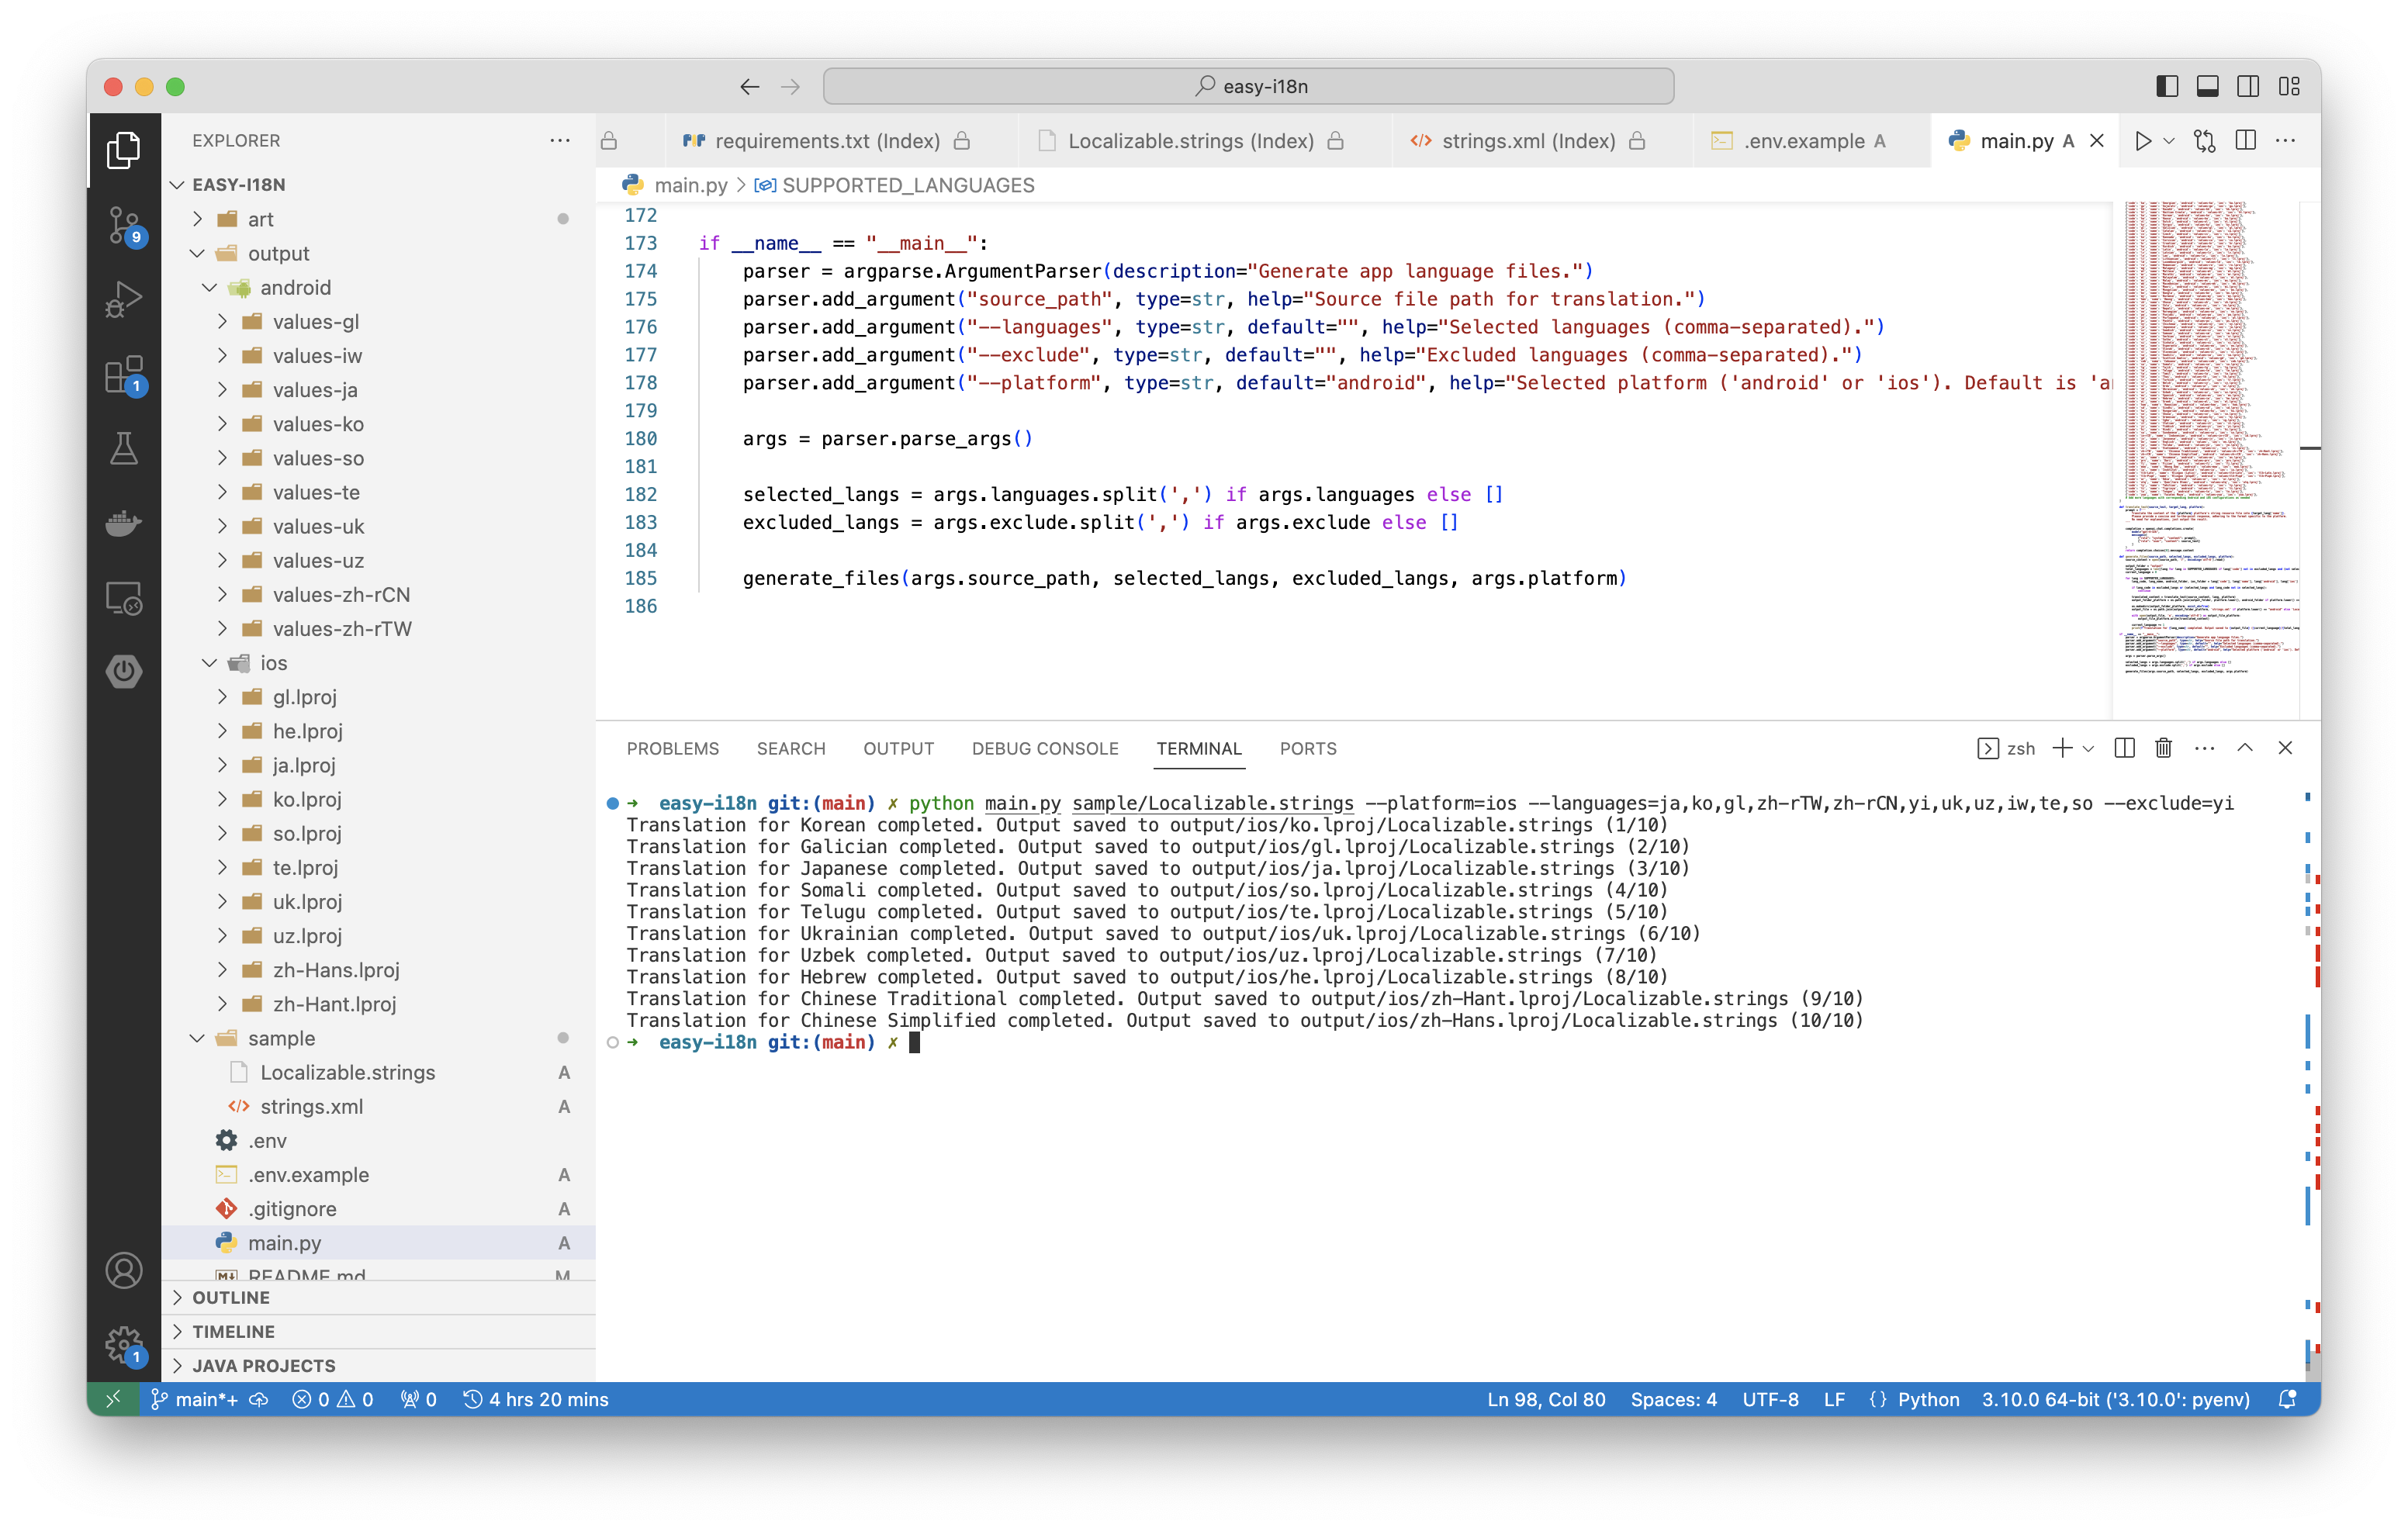 easy-i18n
EXPLORER
EASY-I18N
art
output
android
values-gl
values-iw
values-ja
values-ko
values-so
values-te
values-uk
values-uz
values-zh-rCN
values-zh-rTW
ios
gl.lproj
he.lproj
ja.lproj
ko.lproj
so.lproj
te.lproj
uk.lproj
uz.lproj
zh-Hans.lproj
zh-Hant.lproj
sample
Localizable.strings A
strings.xml A
.env
.env.example A
.gitignore A
main.py A
README.md M
OUTLINE
TIMELINE
JAVA PROJECTS
9
1
1
requirements.txt (Index) Localizable.strings (Index) strings.xml (Index) .env.example A main.py A
main.py > SUPPORTED_LANGUAGES
172
173 if __name__ == "__main__":
174 parser = argparse.ArgumentParser(description="Generate app language files.")
175 parser.add_argument("source_path", type=str, help="Source file path for translation.")
176 parser.add_argument("--languages", type=str, default="", help="Selected languages (comma-separated).")
177 parser.add_argument("--exclude", type=str, default="", help="Excluded languages (comma-separated).")
178 parser.add_argument("--platform", type=str, default="android", help="Selected platform ('android' or 'ios'). Default is 'a
179
180 args = parser.parse_args()
181
182 selected_langs = args.languages.split(',') if args.languages else []
183 excluded_langs = args.exclude.split(',') if args.exclude else []
184
185 generate_files(args.source_path, selected_langs, excluded_langs, args.platform)
186
PROBLEMS SEARCH OUTPUT DEBUG CONSOLE TERMINAL PORTS zsh
➜ easy-i18n git:(main) ✗ python main.py sample/Localizable.strings --platform=ios --languages=ja,ko,gl,zh-rTW,zh-rCN,yi,uk,uz,iw,te,so --exclude=yi
Translation for Korean completed. Output saved to output/ios/ko.lproj/Localizable.strings (1/10)
Translation for Galician completed. Output saved to output/ios/gl.lproj/Localizable.strings (2/10)
Translation for Japanese completed. Output saved to output/ios/ja.lproj/Localizable.strings (3/10)
Translation for Somali completed. Output saved to output/ios/so.lproj/Localizable.strings (4/10)
Translation for Telugu completed. Output saved to output/ios/te.lproj/Localizable.strings (5/10)
Translation for Ukrainian completed. Output saved to output/ios/uk.lproj/Localizable.strings (6/10)
Translation for Uzbek completed. Output saved to output/ios/uz.lproj/Localizable.strings (7/10)
Translation for Hebrew completed. Output saved to output/ios/he.lproj/Localizable.strings (8/10)
Translation for Chinese Traditional completed. Output saved to output/ios/zh-Hant.lproj/Localizable.strings (9/10)
Translation for Chinese Simplified completed. Output saved to output/ios/zh-Hans.lproj/Localizable.strings (10/10)
➜ easy-i18n git:(main) ✗
main*+ 0 0 0 4 hrs 20 mins Ln 98, Col 80 Spaces: 4 UTF-8 LF {} Python 3.10.0 64-bit ('3.10.0': pyenv)